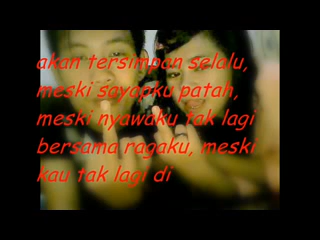 akan tersimpan selalu,
meski sayapku patah,
meski nyawaku tak lagi
bersama ragaku, meski
kau tak lagi di